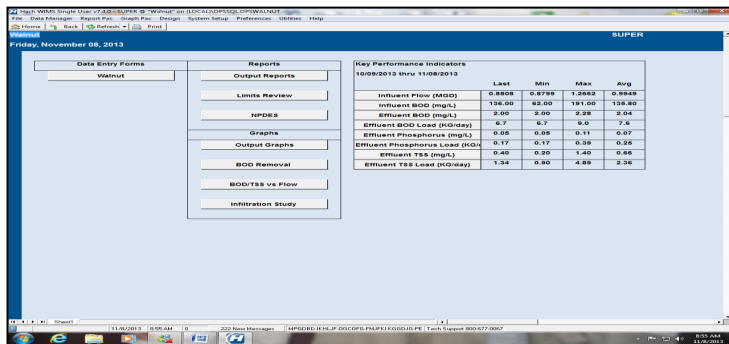 Hach WIMS Single User v7.4.0 - SUPER @ "Walnut" on (LOCAL)\OPSSQL.OPSWALNUT
File Data Manager Report Pac Graph Pac Design System Setup Preferences Utilities Help
Home Back Refresh Print
Walnut SUPER
Friday, November 08, 2013
Data Entry Forms Reports Key Performance Indicators
Walnut Output Reports 10/09/2013 thru 11/08/2013
Last Min Max Avg
Limits Review Influent Flow (MGD) 0.8808 0.8799 1.2662 0.9949
Influent BOD (mg/L) 136.00 62.00 191.00 135.80
NPDES Effluent BOD (mg/L) 2.00 2.00 2.28 2.04
Effluent BOD Load (KG/day) 6.7 6.7 9.0 7.6
Graphs Effluent Phosphorus (mg/L) 0.05 0.05 0.11 0.07
Output Graphs Effluent Phosphorus Load (KG/ 0.17 0.17 0.39 0.25
Effluent TSS (mg/L) 0.40 0.20 1.40 0.66
BOD Removal Effluent TSS Load (KG/day) 1.34 0.90 4.89 2.36
BOD/TSS vs Flow
Infiltration Study
Sheet1
11/8/2013 8:55 AM 0 222 New Messages Tech Support 800-677-0067
8:55 AM
11/8/2013